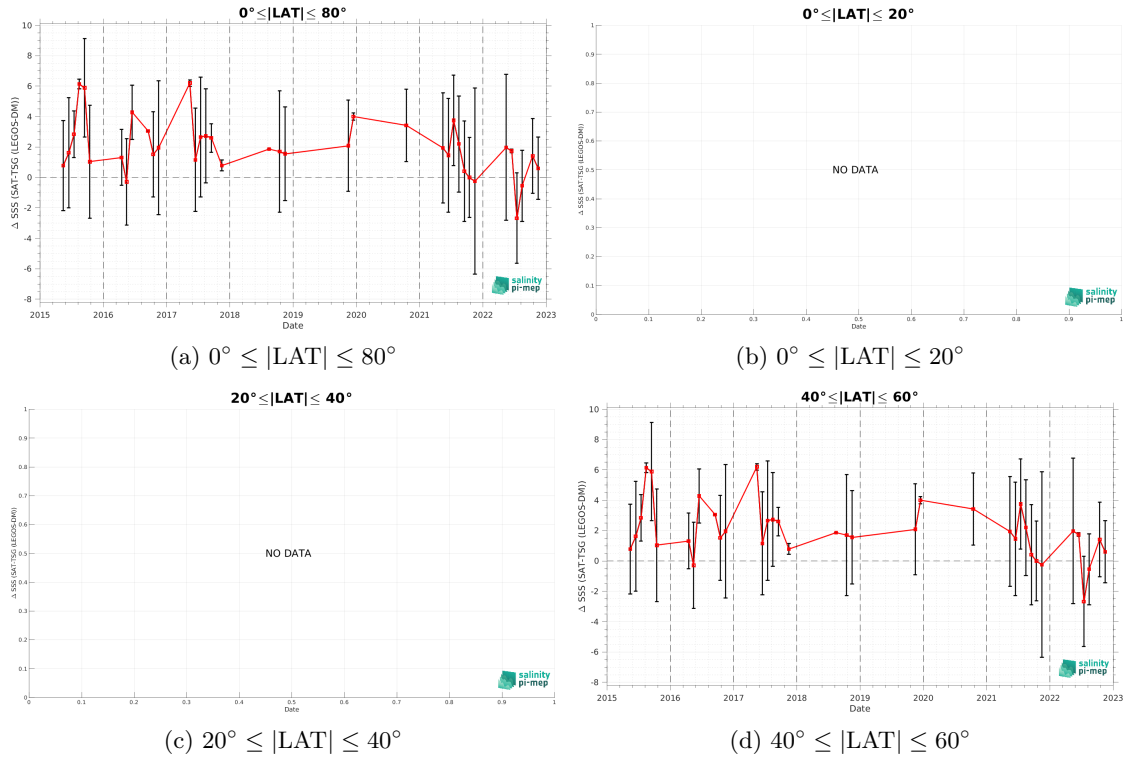 0°≤|LAT|≤ 80°
Δ SSS (SAT-TSG (LEGOS-DM))
10
8
6
4
2
0
-2
-4
-6
-8
2015 2016 2017 2018 2019 2020 2021 2022 2023
Date
salinity
pi-mep
(a) 0° ≤ |LAT| ≤ 80°
0°≤|LAT|≤ 20°
Δ SSS (SAT-TSG (LEGOS-DM))
1
0.9
0.8
0.7
0.6
0.5
0.4
0.3
0.2
0.1
0
NO DATA
0 0.1 0.2 0.3 0.4 0.5 0.6 0.7 0.8 0.9 1
Date
salinity
pi-mep
(b) 0° ≤ |LAT| ≤ 20°
20°≤|LAT|≤ 40°
Δ SSS (SAT-TSG (LEGOS-DM))
1
0.9
0.8
0.7
0.6
0.5
0.4
0.3
0.2
0.1
0
NO DATA
0 0.1 0.2 0.3 0.4 0.5 0.6 0.7 0.8 0.9 1
Date
salinity
pi-mep
(c) 20° ≤ |LAT| ≤ 40°
40°≤|LAT|≤ 60°
Δ SSS (SAT-TSG (LEGOS-DM))
10
8
6
4
2
0
-2
-4
-6
-8
2015 2016 2017 2018 2019 2020 2021 2022 2023
Date
salinity
pi-mep
(d) 40° ≤ |LAT| ≤ 60°